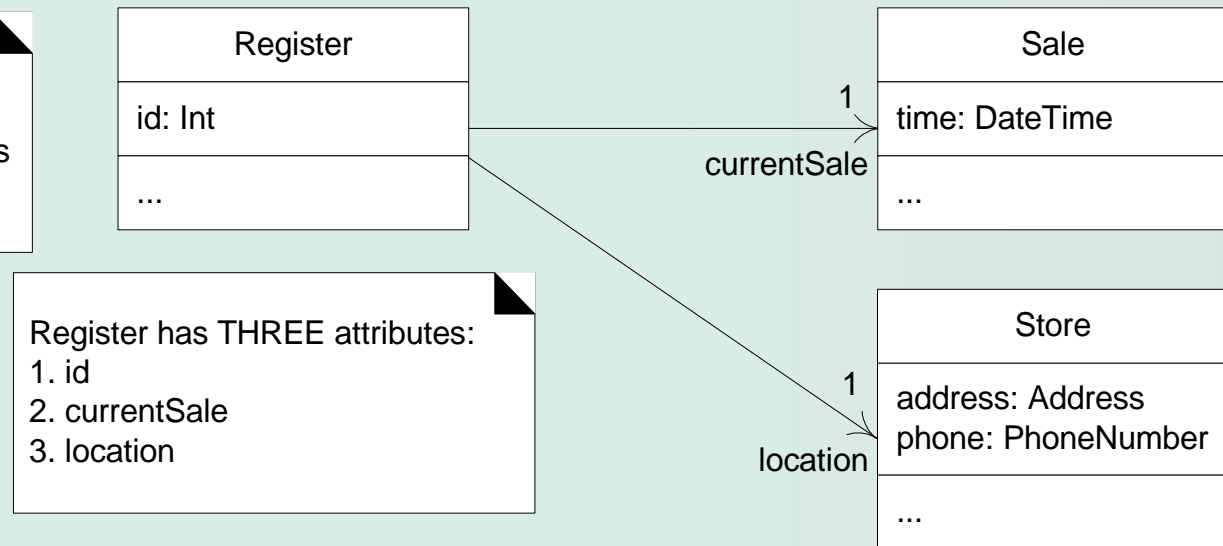 s
Register
id: Int
...
1
currentSale
Sale
time: DateTime
...
Register has THREE attributes:
1. id
2. currentSale
3. location
1
location
Store
address: Address
phone: PhoneNumber
...